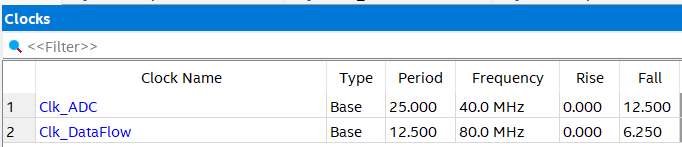 Clocks
<<Filter>>
Clock Name Type Period Frequency Rise Fall
1 Clk_ADC Base 25.000 40.0 MHz 0.000 12.500
2 Clk_DataFlow Base 12.500 80.0 MHz 0.000 6.250